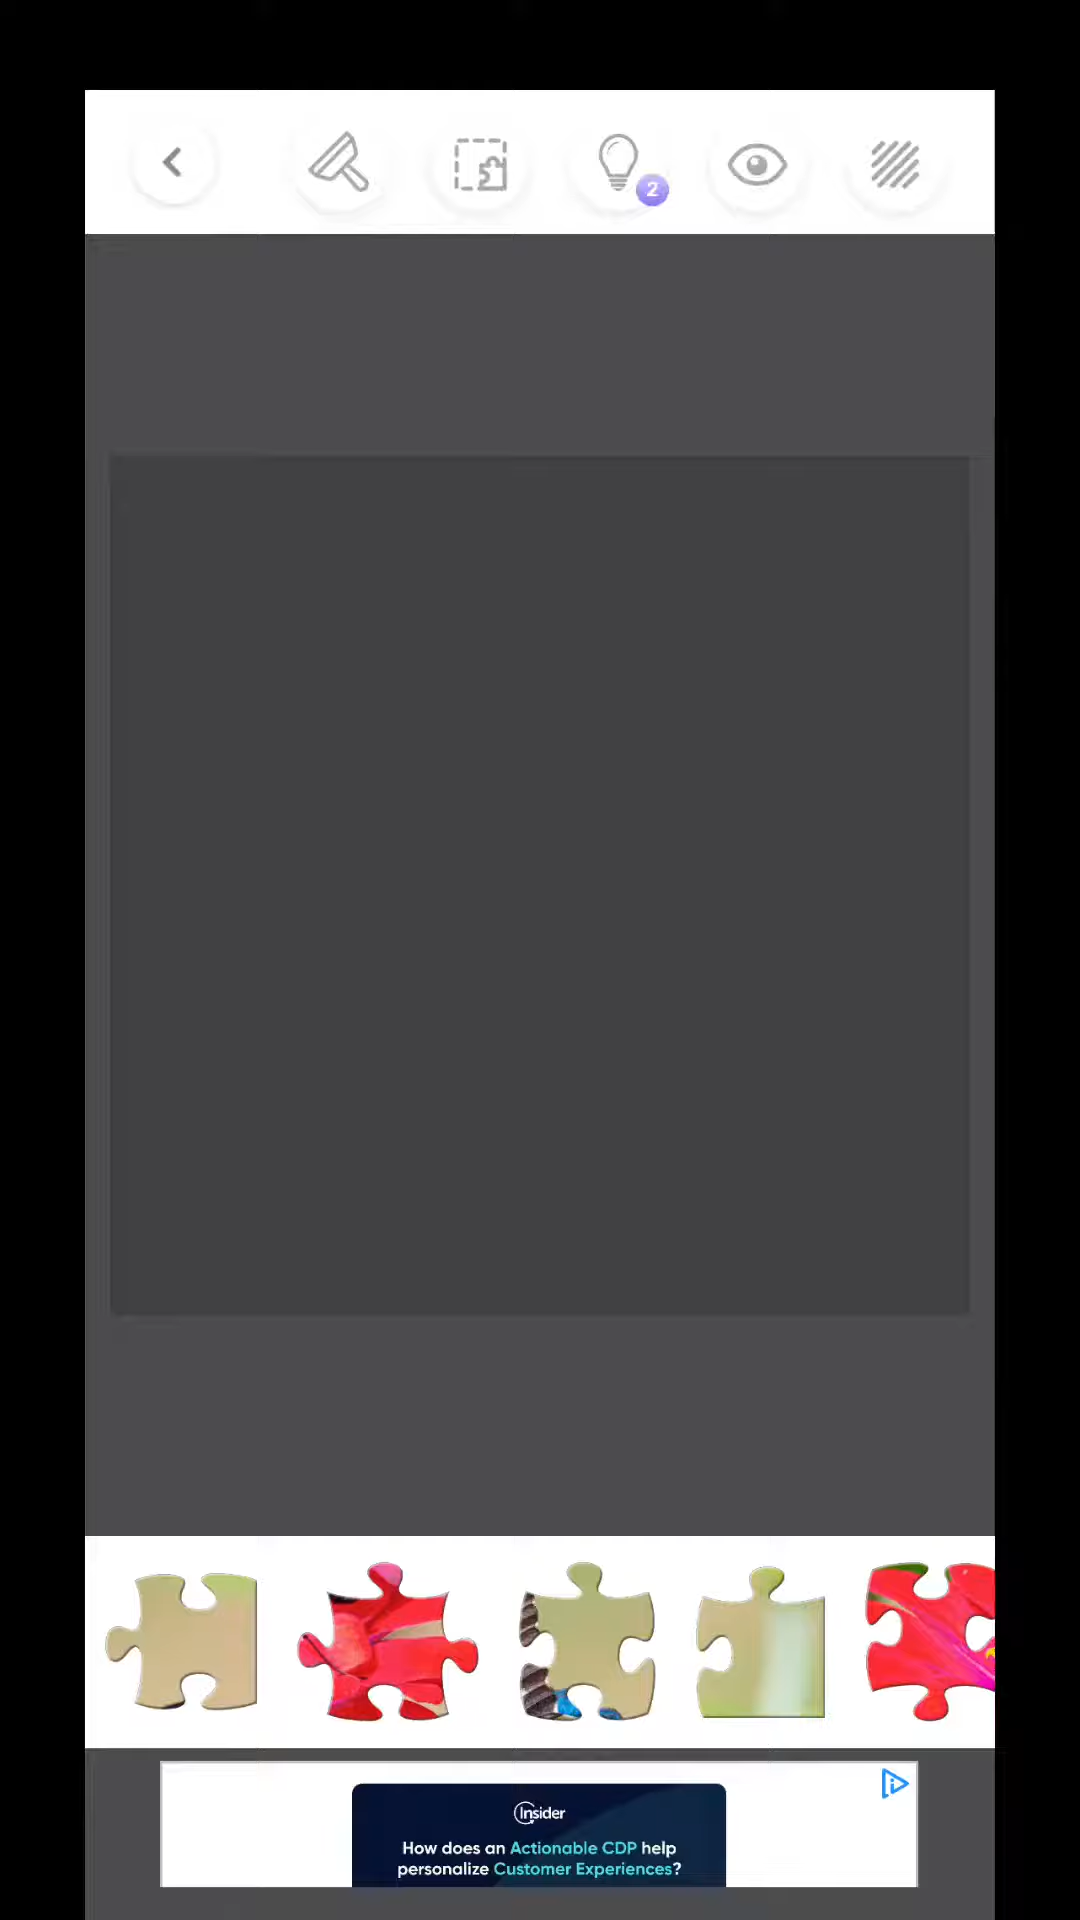 2
Insider
How does an Actionable CDP help
personalize Customer Experiences?